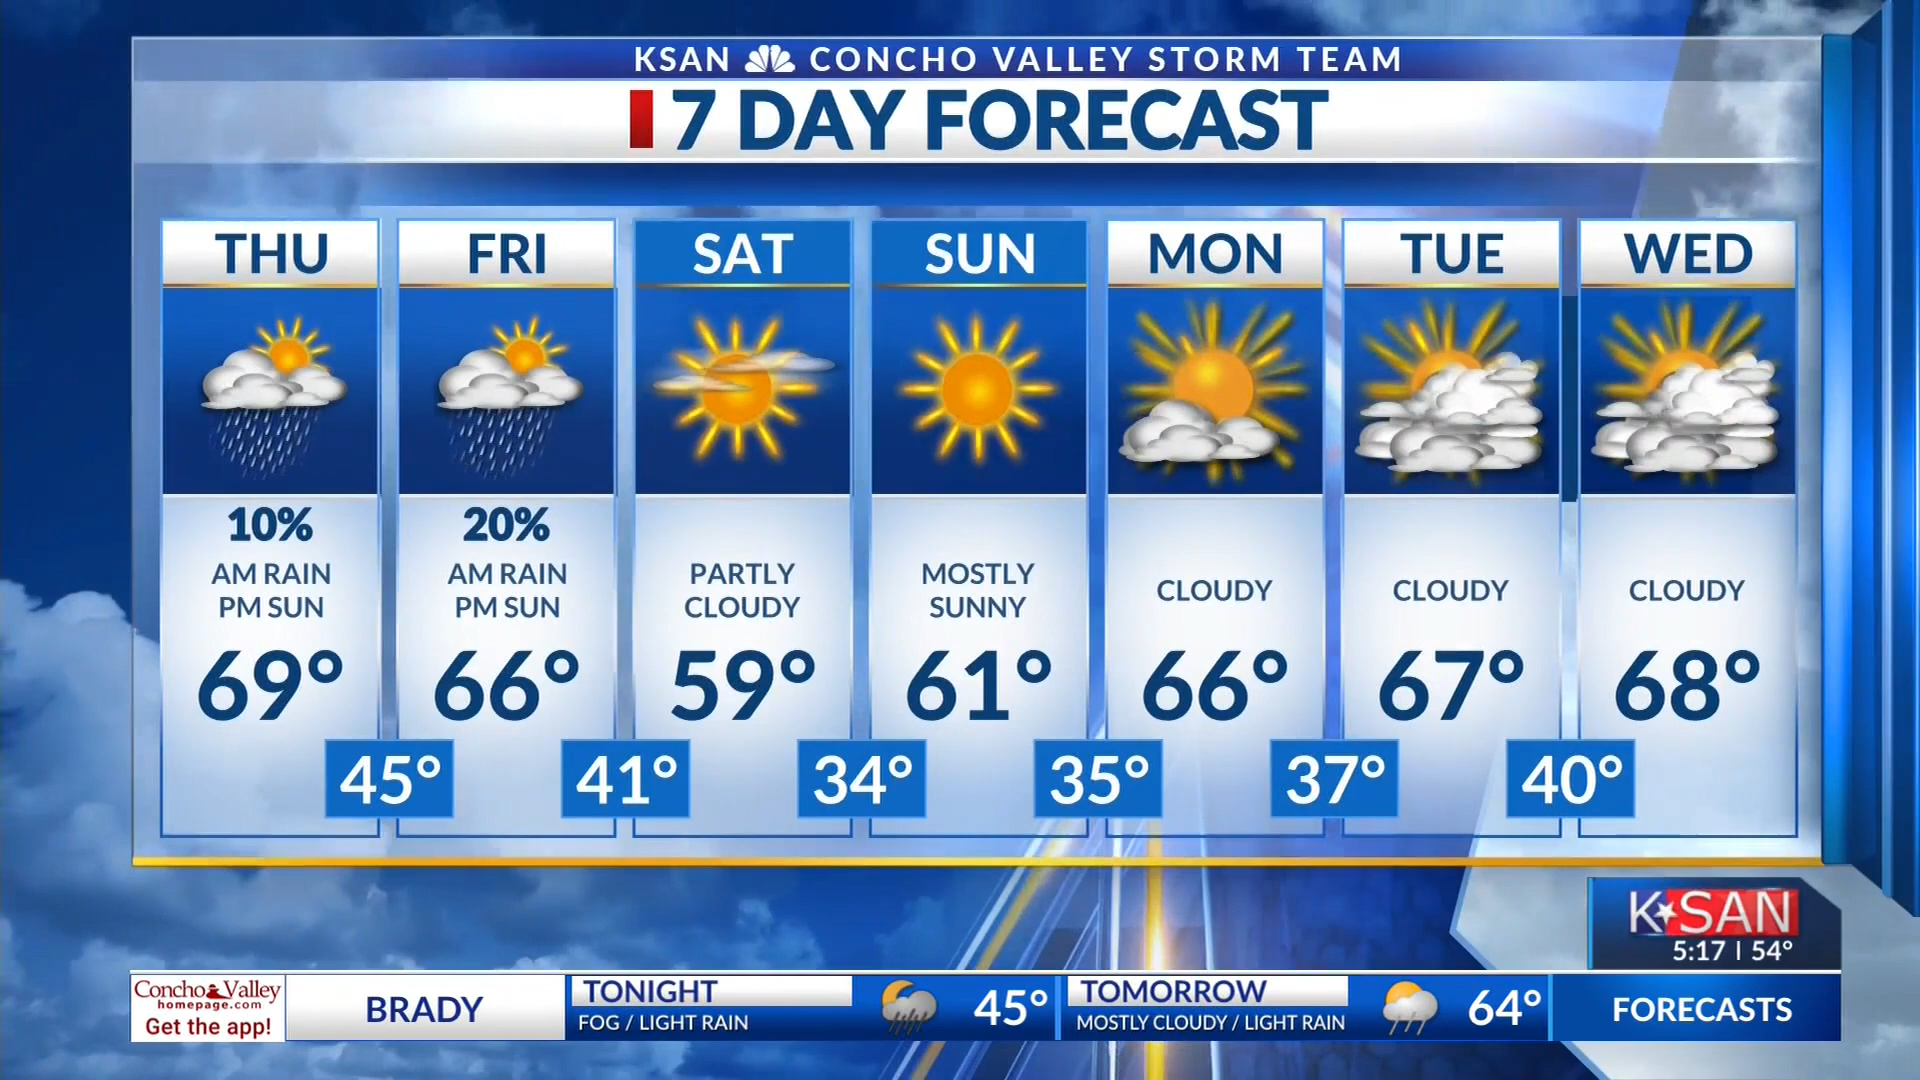 KSAN CONCHO VALLEY STORM TEAM
7 DAY FORECAST
THU
10%
AM RAIN
PM SUN
69°
45°
FRI
20%
AM RAIN
PM SUN
66°
41°
SAT
PARTLY
CLOUDY
59°
34°
SUN
MOSTLY
SUNNY
61°
35°
MON
CLOUDY
66°
37°
TUE
CLOUDY
67°
40°
WED
CLOUDY
68°
KSAN
5:17 | 54°
Concho Valley
homepage.com
Get the app!
BRADY
TONIGHT
FOG / LIGHT RAIN
45°
TOMORROW
MOSTLY CLOUDY / LIGHT RAIN
64°
FORECASTS